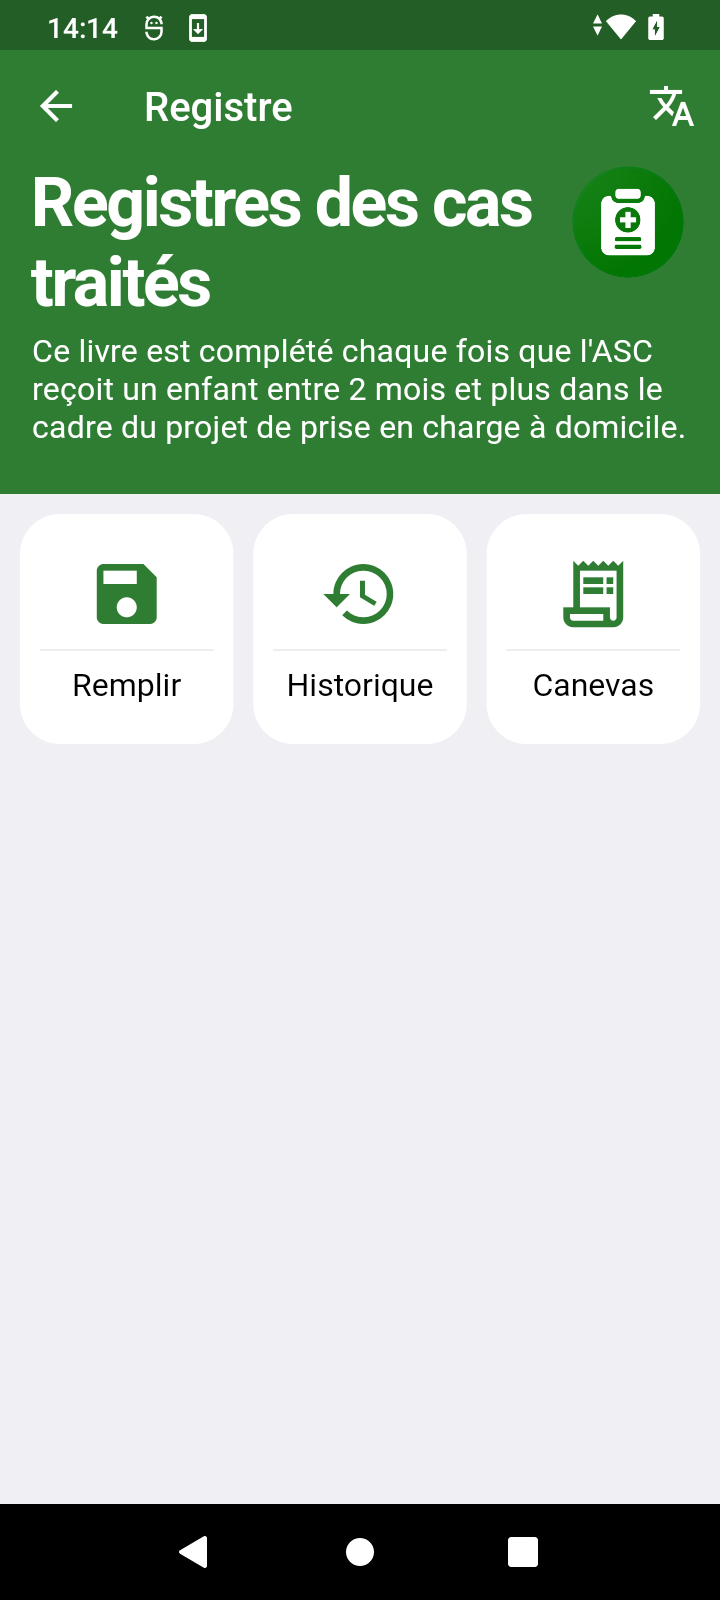 14:14
Registre
Registres des cas
traités
Ce livre est complété chaque fois que l'ASC
reçoit un enfant entre 2 mois et plus dans le
cadre du projet de prise en charge à domicile.
Remplir
Historique
Canevas